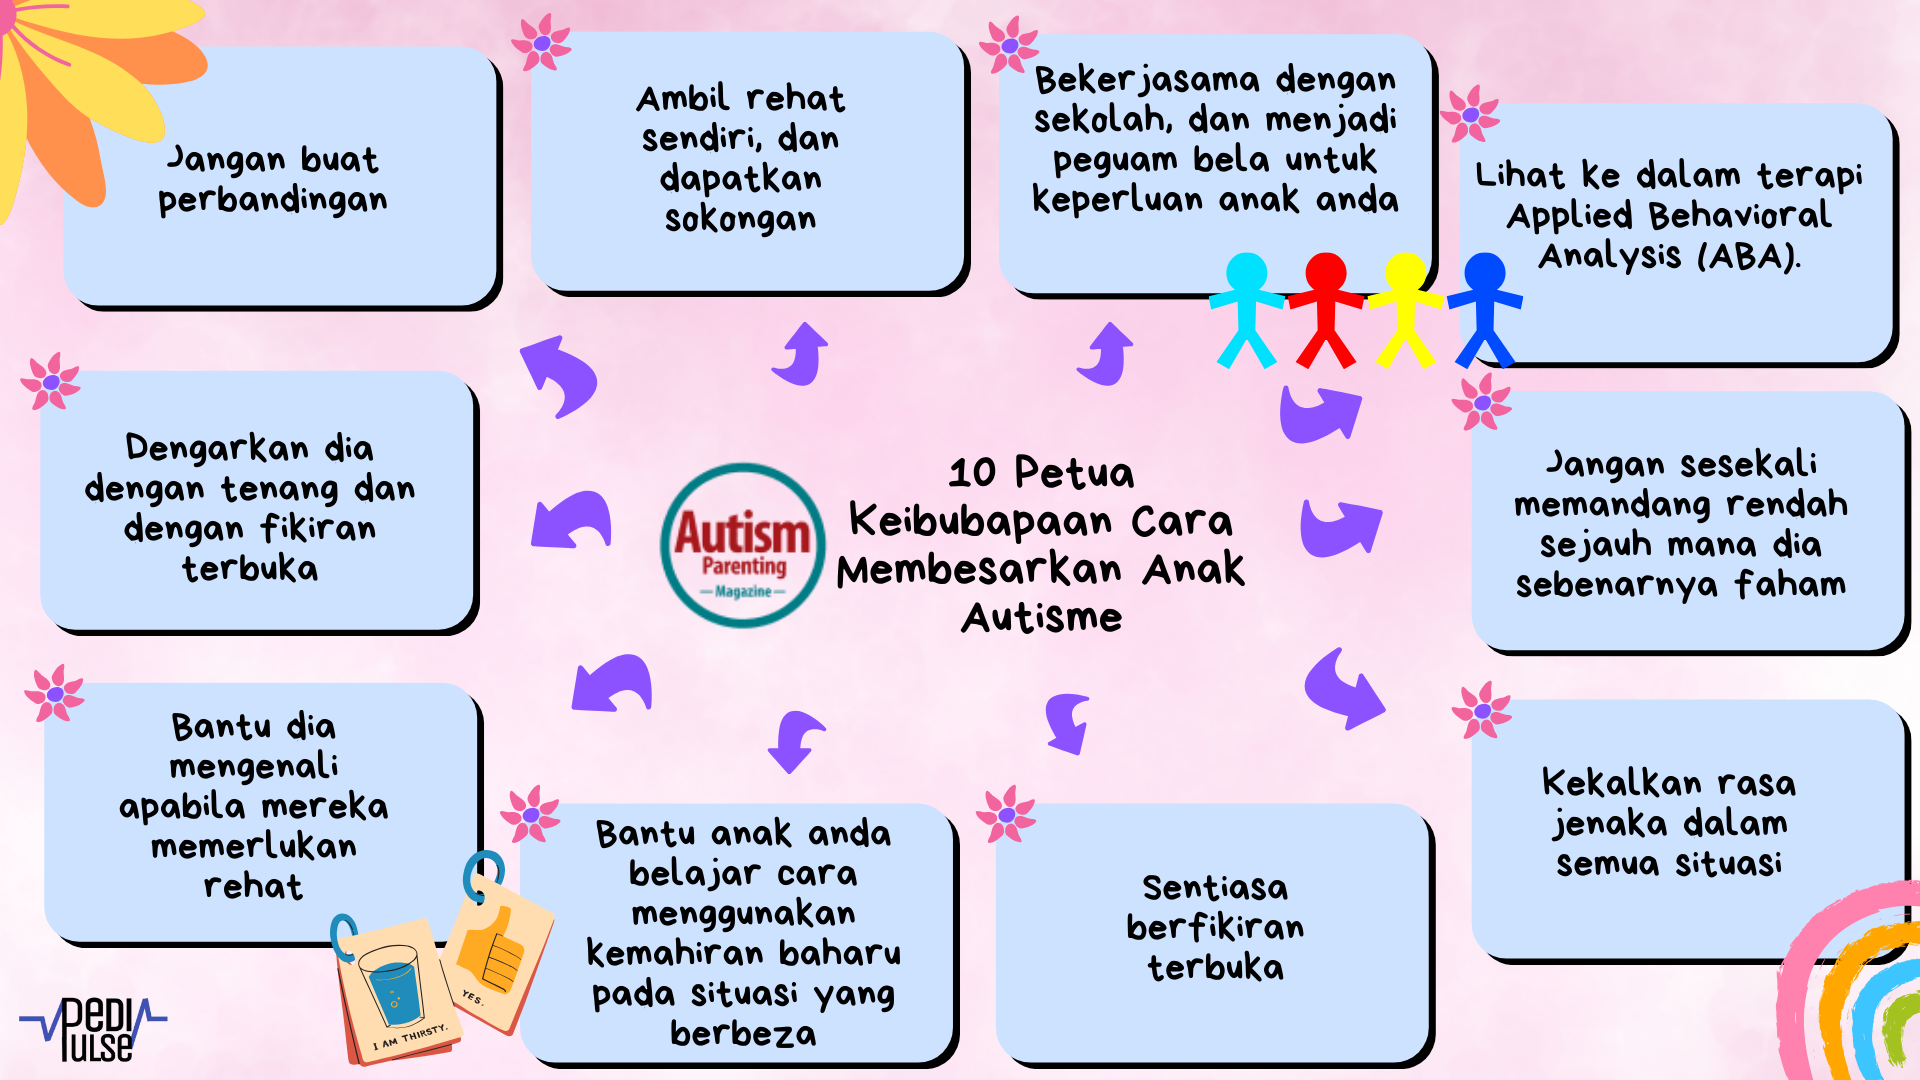 Jangan buat
perbandingan
Ambil rehat
sendiri, dan
dapatkan
sokongan
Bekerjasama dengan
sekolah, dan menjadi
peguam bela untuk
keperluan anak anda
Lihat ke dalam terapi
Applied Behavioral
Analysis (ABA).
Dengarkan dia
dengan tenang dan
dengan fikiran
terbuka
Autism
Parenting
Magazine
10 Petua
Keibubapaan Cara
Membesarkan Anak
Autisme
Jangan sesekali
memandang rendah
sejauh mana dia
sebenarnya faham
Bantu dia
mengenali
apabila mereka
memerlukan
rehat
Bantu anak anda
belajar cara
menggunakan
kemahiran baharu
pada situasi yang
berbeza
Sentiasa
berfikiran
terbuka
Kekalkan rasa
jenaka dalam
semua situasi
YES.
I AM THIRSTY.
PEDI
PULSE